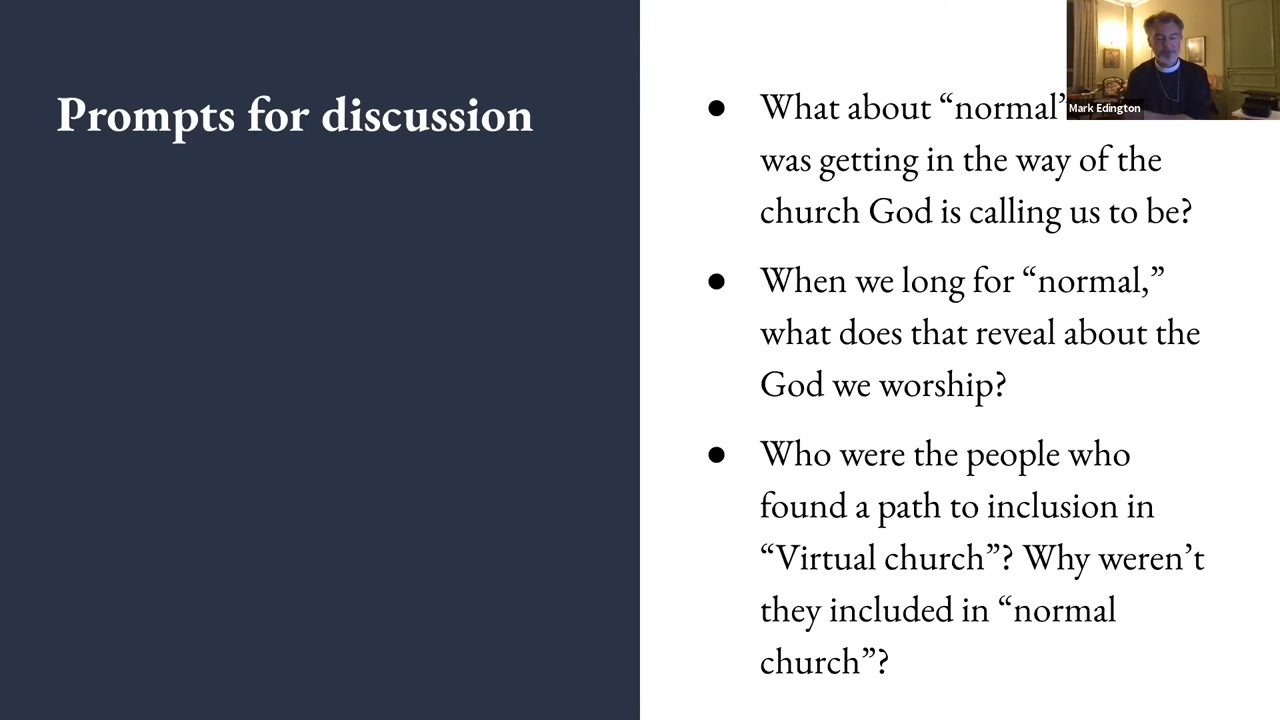 Prompts for discussion
● What about “normal”
was getting in the way of the
church God is calling us to be?
● When we long for “normal,”
what does that reveal about the
God we worship?
● Who were the people who
found a path to inclusion in
“Virtual church”? Why weren’t
they included in “normal
church”?
Mark Edington